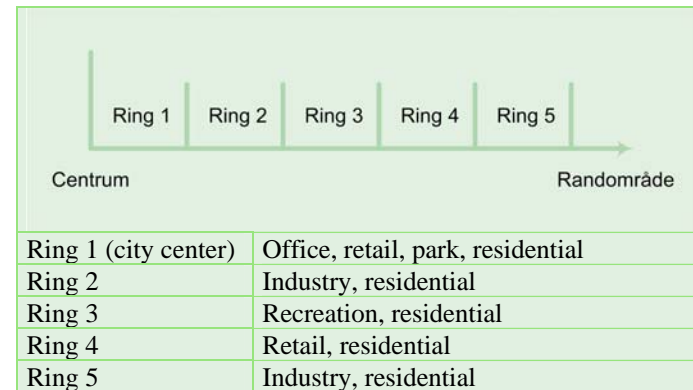 Ring 1 Ring 2 Ring 3 Ring 4 Ring 5
Centrum Randområde
Ring 1 (city center) Office, retail, park, residential
Ring 2 Industry, residential
Ring 3 Recreation, residential
Ring 4 Retail, residential
Ring 5 Industry, residential